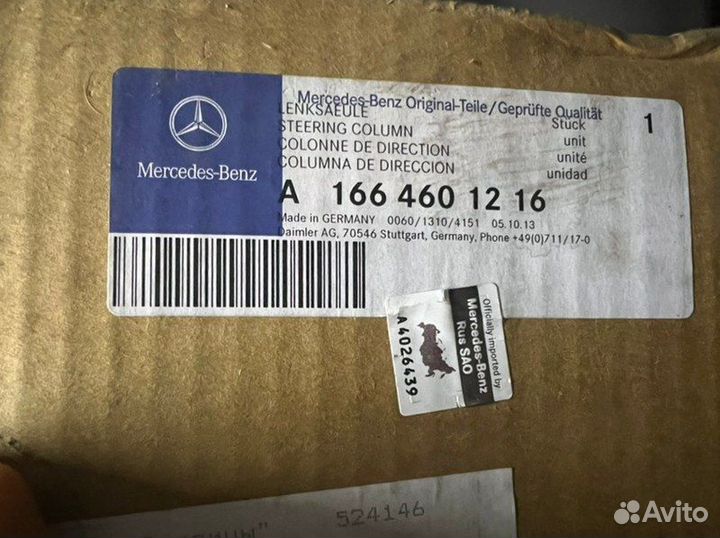 Mercedes-Benz Original-Teile/Geprüfte Qualität
LENKSAEULE Stück 1
STEERING COLUMN unit
COLONNE DE DIRECTION unité
COLUMNA DE DIRECCIÓN unidad
Mercedes-Benz
A 166 460 12 16
Made in GERMANY 0060/1310/4151 05.10.13
Daimler AG, 70546 Stuttgart, Germany, Phone +49(0)711/17-0
Officially imported by
Mercedes-Benz
Rus SAO
A4026439
524146
Avito